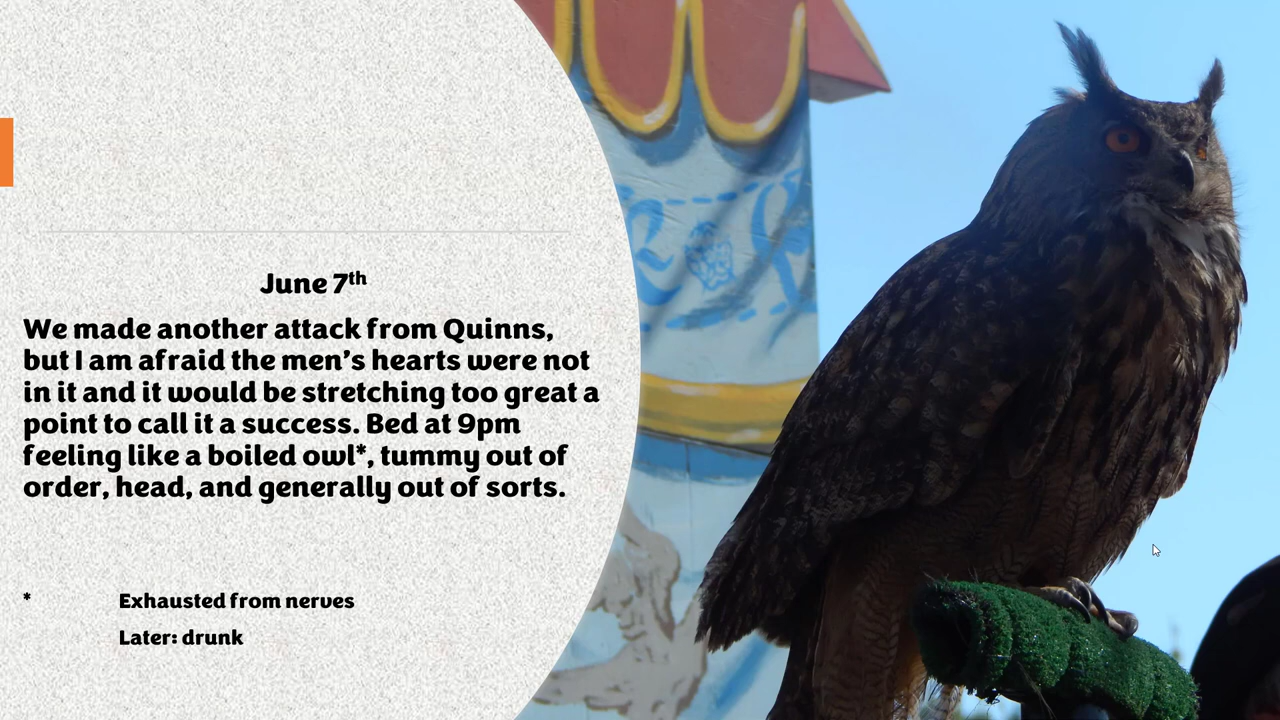 June 7th
We made another attack from Quinns,
but I am afraid the men’s hearts were not
in it and it would be stretching too great a
point to call it a success. Bed at 9pm
feeling like a boiled owl*, tummy out of
order, head, and generally out of sorts.
* Exhausted from nerves
Later: drunk